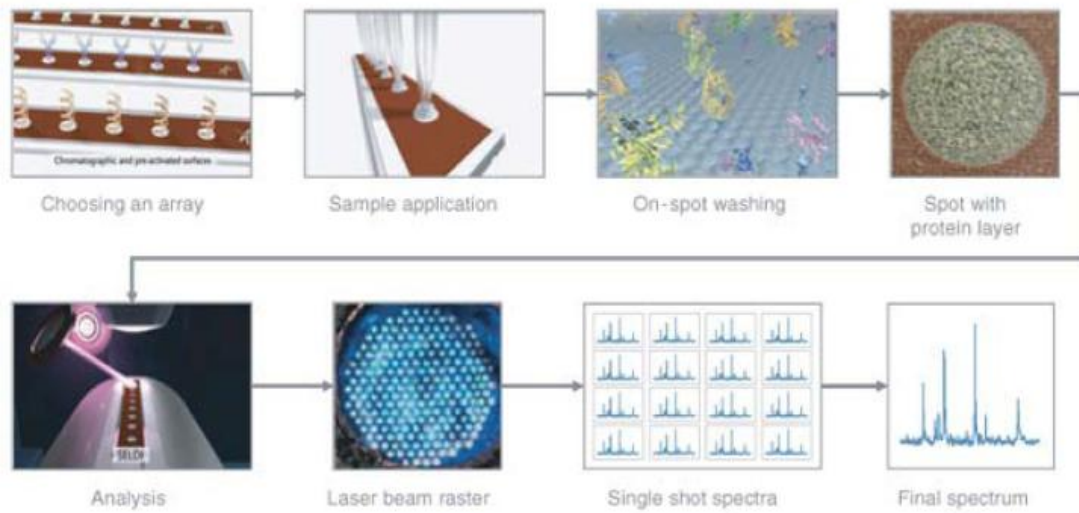 Chromatographic and pre-activated surfaces
Choosing an array
Sample application
On-spot washing
Spot with
protein layer
SELDI
Analysis
Laser beam raster
Single shot spectra
Final spectrum